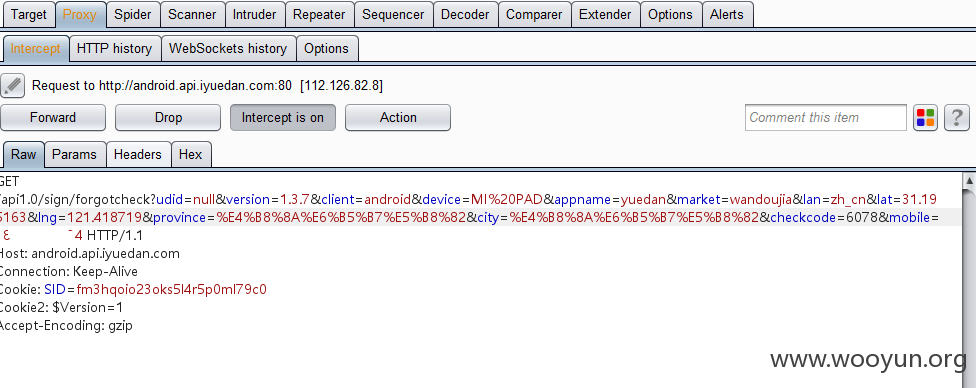 Target Proxy Spider Scanner Intruder Repeater Sequencer Decoder Comparer Extender Options Alerts
Intercept HTTP history WebSockets history Options
Request to http://android.api.iyuedan.com:80 [112.126.82.8]
Forward Drop Intercept is on Action Comment this item ?
Raw Params Headers Hex
GET
/api1.0/sign/forgotcheck?udid=null&version=1.3.7&client=android&device=MI%20PAD&appname=yuedan&market=wandoujia&lan=zh_cn&lat=31.19
5163&lng=121.418719&province=%E4%B8%8A%E6%B5%B7%E5%B8%82&city=%E4%B8%8A%E6%B5%B7%E5%B8%82&checkcode=6078&mobile=
HTTP/1.1
Host: android.api.iyuedan.com
Connection: Keep-Alive
Cookie: SID=fm3hqoio23oks5l4r5p0ml79c0
Cookie2: $Version=1
Accept-Encoding: gzip
www.wooyun.org